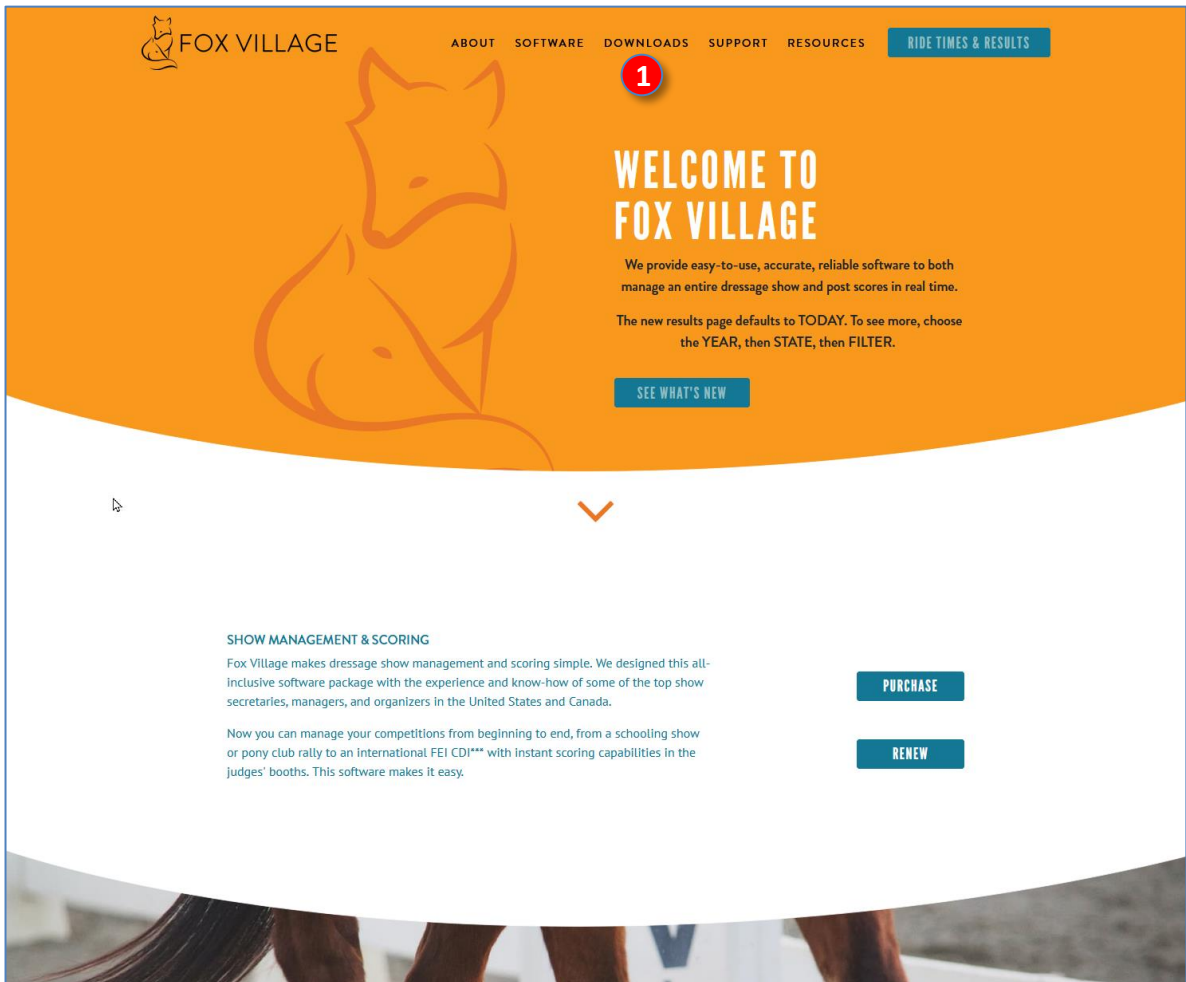 FOX VILLAGE
ABOUT SOFTWARE DOWNLOADS SUPPORT RESOURCES RIDE TIMES & RESULTS
1
WELCOME TO
FOX VILLAGE
We provide easy-to-use, accurate, reliable software to both
manage an entire dressage show and post scores in real time.
The new results page defaults to TODAY. To see more, choose
the YEAR, then STATE, then FILTER.
SEE WHAT'S NEW
SHOW MANAGEMENT & SCORING
Fox Village makes dressage show management and scoring simple. We designed this all-
inclusive software package with the experience and know-how of some of the top show
secretaries, managers, and organizers in the United States and Canada.
Now you can manage your competitions from beginning to end, from a schooling show
or pony club rally to an international FEI CDI*** with instant scoring capabilities in the
judges' booths. This software makes it easy.
PURCHASE
RENEW
V